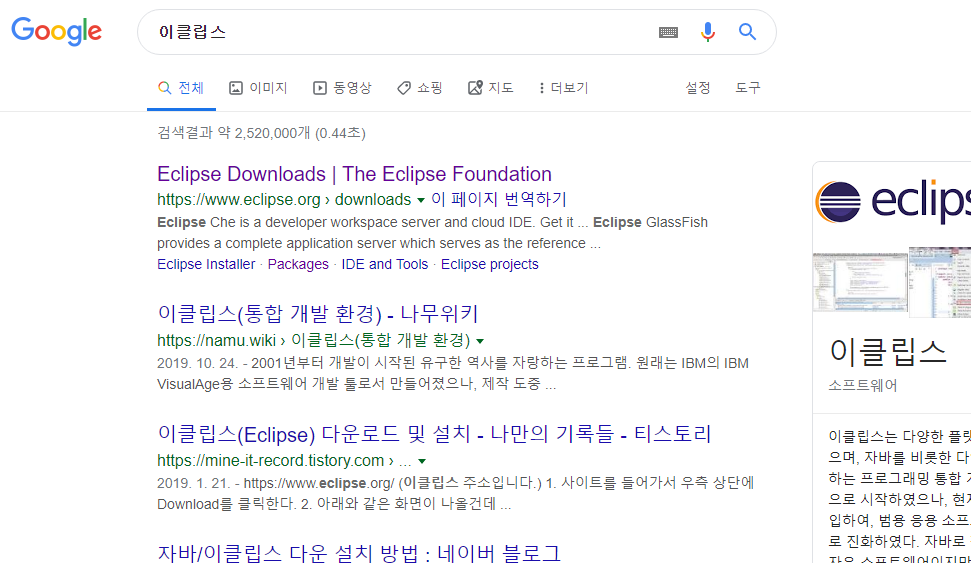 Google
이클립스
전체 이미지 동영상 쇼핑 지도 더보기 설정 도구
검색결과 약 2,520,000개 (0.44초)
Eclipse Downloads | The Eclipse Foundation
https://www.eclipse.org › downloads ▼ 이 페이지 번역하기
Eclipse Che is a developer workspace server and cloud IDE. Get it ... Eclipse GlassFish
provides a complete application server which serves as the reference ...
Eclipse Installer · Packages · IDE and Tools · Eclipse projects
이클립스(통합 개발 환경) - 나무위키
https://namu.wiki › 이클립스(통합 개발 환경) ▼
2019. 10. 24. - 2001년부터 개발이 시작된 유구한 역사를 자랑하는 프로그램. 원래는 IBM의 IBM
VisualAge용 소프트웨어 개발 툴로서 만들어졌으나, 제작 도중 ...
이클립스(Eclipse) 다운로드 및 설치 - 나만의 기록들 - 티스토리
https://mine-it-record.tistory.com › ... ▼
2019. 1. 21. - https://www.eclipse.org/ (이클립스 주소입니다.) 1. 사이트를 들어가서 우측 상단에
Download를 클릭한다. 2. 아래와 같은 화면이 나올건데 ...
자바/이클립스 다운 설치 방법 : 네이버 블로그
eclips
이클립스
소프트웨어
이클립스는 다양한 플랫
으며, 자바를 비롯한 다
하는 프로그래밍 통합
으로 시작하였으나, 현
입하여, 범용 응용 소프
로 진화하였다. 자바로